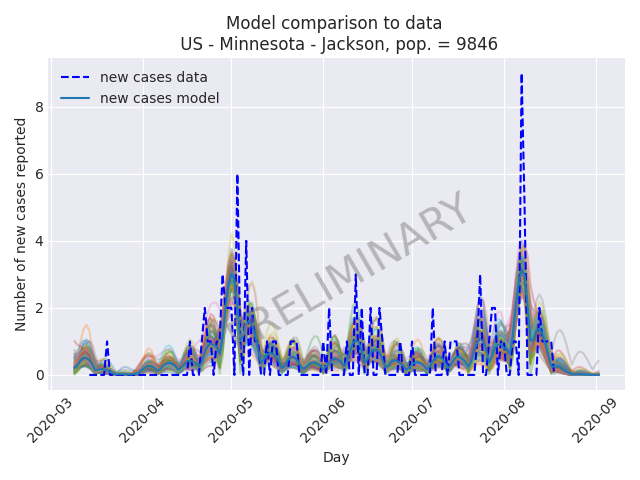 Model comparison to data
US - Minnesota - Jackson, pop. = 9846
new cases data
new cases model
Number of new cases reported
8
6
4
2
0
PRELIMINARY
2020-03
2020-04
2020-05
2020-06
2020-07
2020-08
2020-09
Day